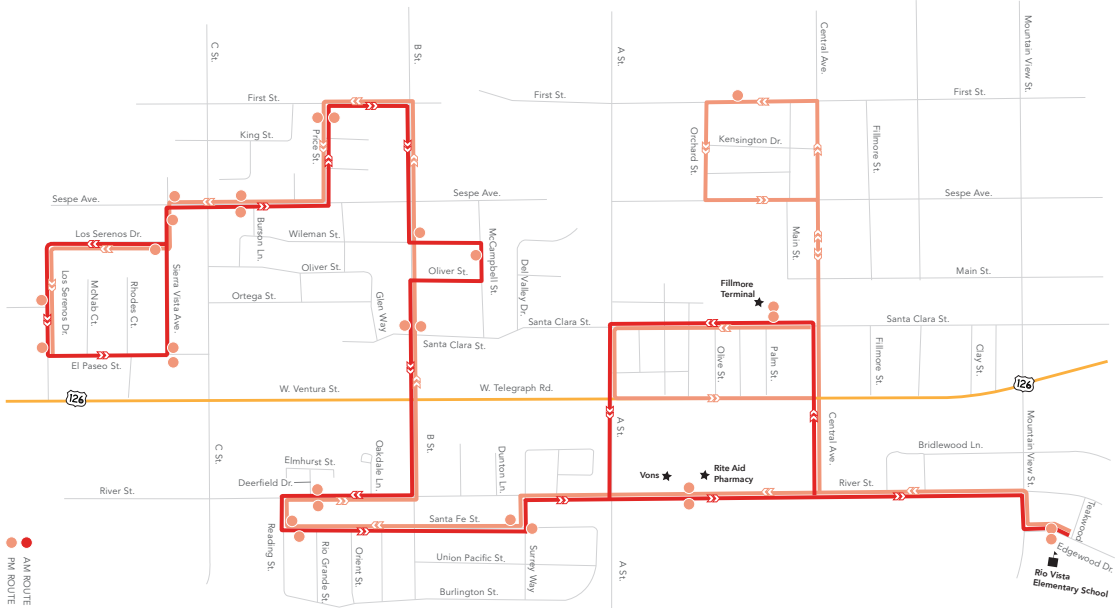 C St.
B St.
A St.
Central Ave.
Mountain View St.
First St.
First St.
First St.
King St.
Price St.
Orchard St.
Kensington Dr.
Fillmore St.
Sespe Ave.
Sespe Ave.
Sespe Ave.
Burson Ln.
Wileman St.
McCampbell St.
Main St.
Los Serenos Dr.
Oliver St.
Oliver St.
Del Valley Dr.
Main St.
Los Serenos Dr.
McNab Ct.
Rhodes Ct.
Sierra Vista Ave.
Ortega St.
Glen Way
Fillmore
Terminal
Santa Clara St.
Santa Clara St.
Santa Clara St.
Olive St.
Palm St.
Fillmore St.
Clay St.
El Paseo St.
126
W. Ventura St.
W. Telegraph Rd.
126
C St.
B St.
A St.
Central Ave.
Mountain View St.
Oakdale Ln.
Dunton Ln.
Bridlewood Ln.
Elmhurst St.
Deerfield Dr.
Vons
Rite Aid
Pharmacy
River St.
River St.
Santa Fe St.
Reading St.
Rio Grande St.
Orient St.
Union Pacific St.
Surrey Way
Burlington St.
A St.
Teakwood
Edgewood Dr.
Rio Vista
Elementary School
AM ROUTE
PM ROUTE